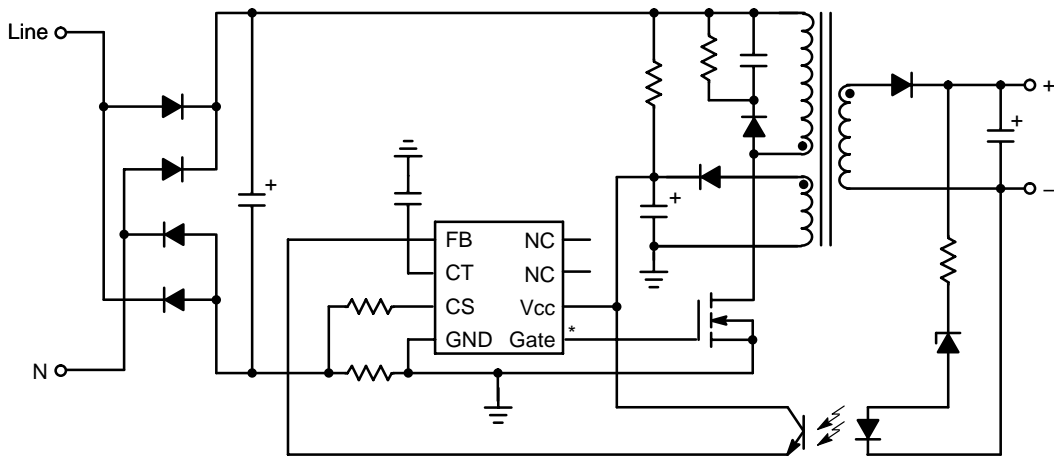 Line
+
+
+
+
−
FB NC
CT NC
CS Vcc
GND Gate *
N